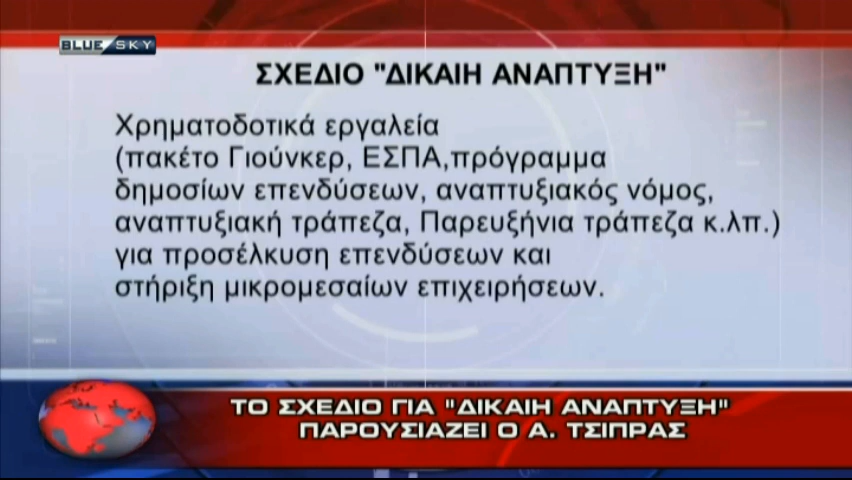 BLUE SKY
ΣΧΕΔΙΟ "ΔΙΚΑΙΗ ΑΝΑΠΤΥΞΗ"
Χρηματοδοτικά εργαλεία
(πακέτο Γιούνκερ, ΕΣΠΑ,πρόγραμμα
δημοσίων επενδύσεων, αναπτυξιακός νόμος,
αναπτυξιακή τράπεζα, Παρευξήνια τράπεζα κ.λπ.)
για προσέλκυση επενδύσεων και
στήριξη μικρομεσαίων επιχειρήσεων.
ΤΟ ΣΧΕΔΙΟ ΓΙΑ "ΔΙΚΑΙΗ ΑΝΑΠΤΥΞΗ"
ΠΑΡΟΥΣΙΑΖΕΙ Ο Α. ΤΣΙΠΡΑΣ